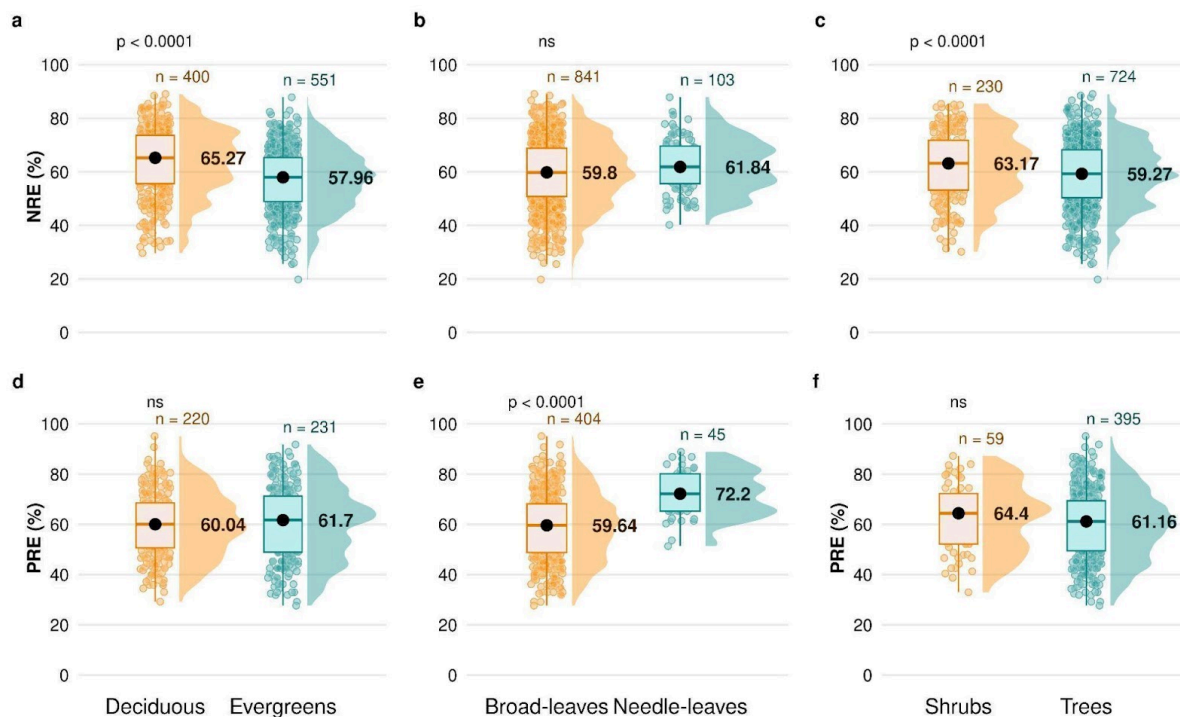 a
p < 0.0001
n = 400
n = 551
NRE (%)
100
80
60
40
20
0
65.27
57.96
b
ns
n = 841
n = 103
100
80
60
40
20
0
59.8
61.84
c
p < 0.0001
n = 230
n = 724
100
80
60
40
20
0
63.17
59.27
d
ns
n = 220
n = 231
PRE (%)
100
80
60
40
20
0
60.04
61.7
Deciduous Evergreens
e
p < 0.0001
n = 404
n = 45
100
80
60
40
20
0
59.64
72.2
Broad-leaves Needle-leaves
f
ns
n = 59
n = 395
100
80
60
40
20
0
64.4
61.16
Shrubs Trees